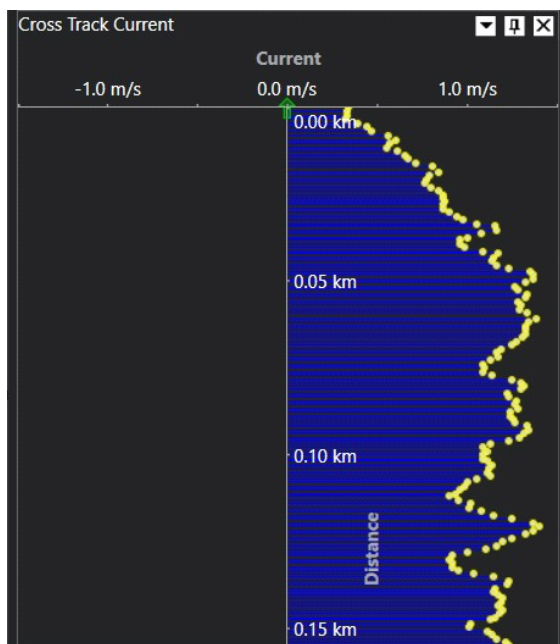 Cross Track Current
Current
-1.0 m/s 0.0 m/s 1.0 m/s
0.00 km
0.05 km
0.10 km
Distance
0.15 km